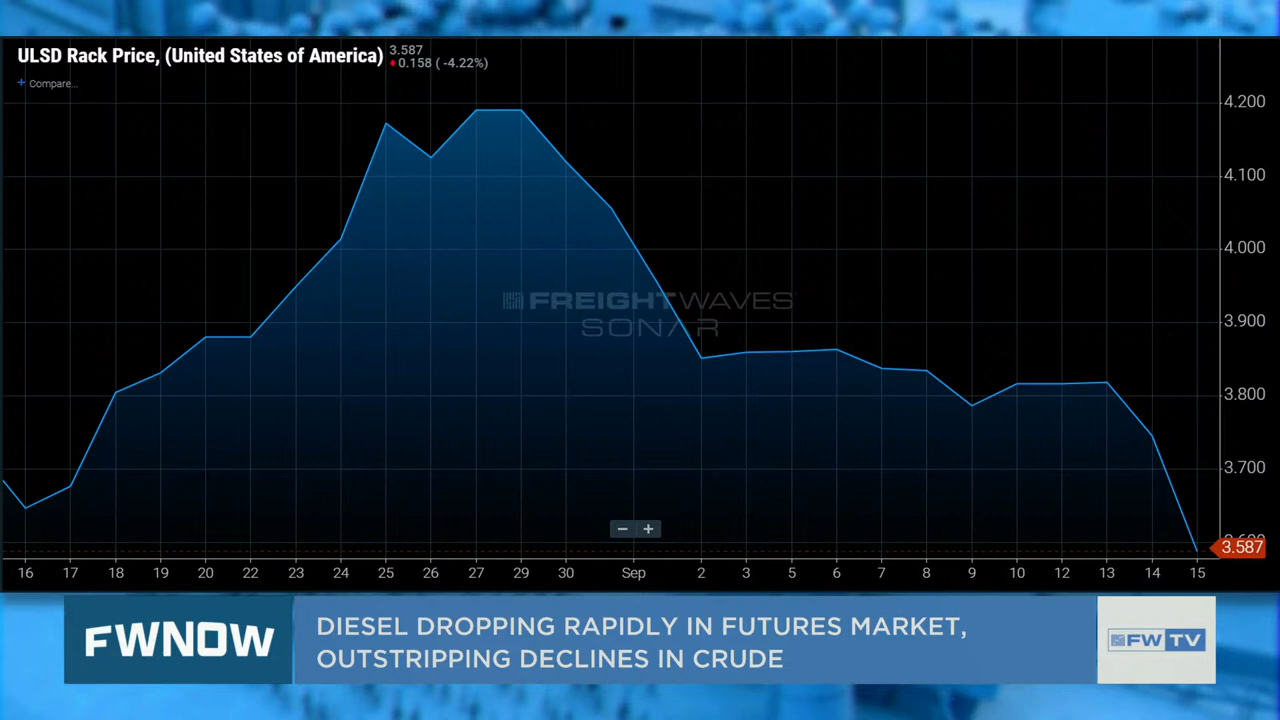 ULSD Rack Price, (United States of America)
3.587
0.158 ( -4.22%)
+ Compare...
4.200
4.100
4.000
3.900
3.800
3.700
3.587
FREIGHTWAVES
SONAR
− +
16 17 18 19 20 22 23 24 25 26 27 29 30 Sep 2 3 5 6 7 8 9 10 12 13 14 15
FWNOW
DIESEL DROPPING RAPIDLY IN FUTURES MARKET,
OUTSTRIPPING DECLINES IN CRUDE
FWTV